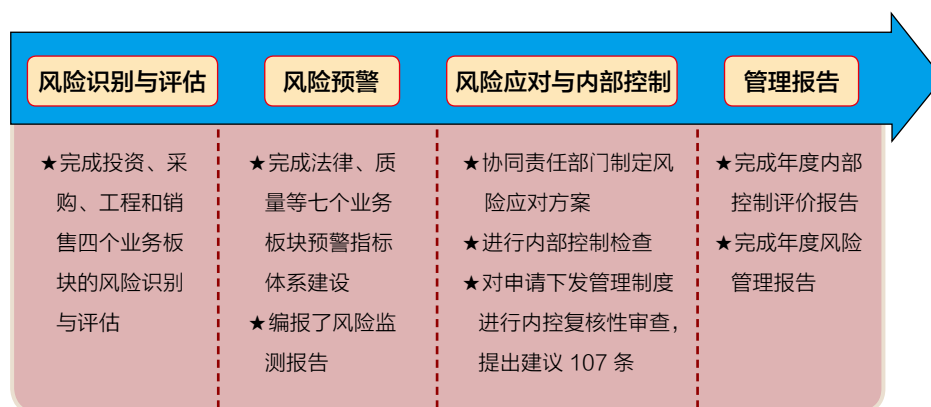 风险识别与评估
风险预警
风险应对与内部控制
管理报告
★完成投资、采
购、工程和销
售四个业务板
块的风险识别
与评估
★完成法律、质
量等七个业务
板块预警指标
体系建设
★编报了风险监
测报告
★协同责任部门制定风
险应对方案
★进行内部控制检查
★对申请下发管理制度
进行内控复核性审查，
提出建议 107 条
★完成年度内部
控制评价报告
★完成年度风险
管理报告